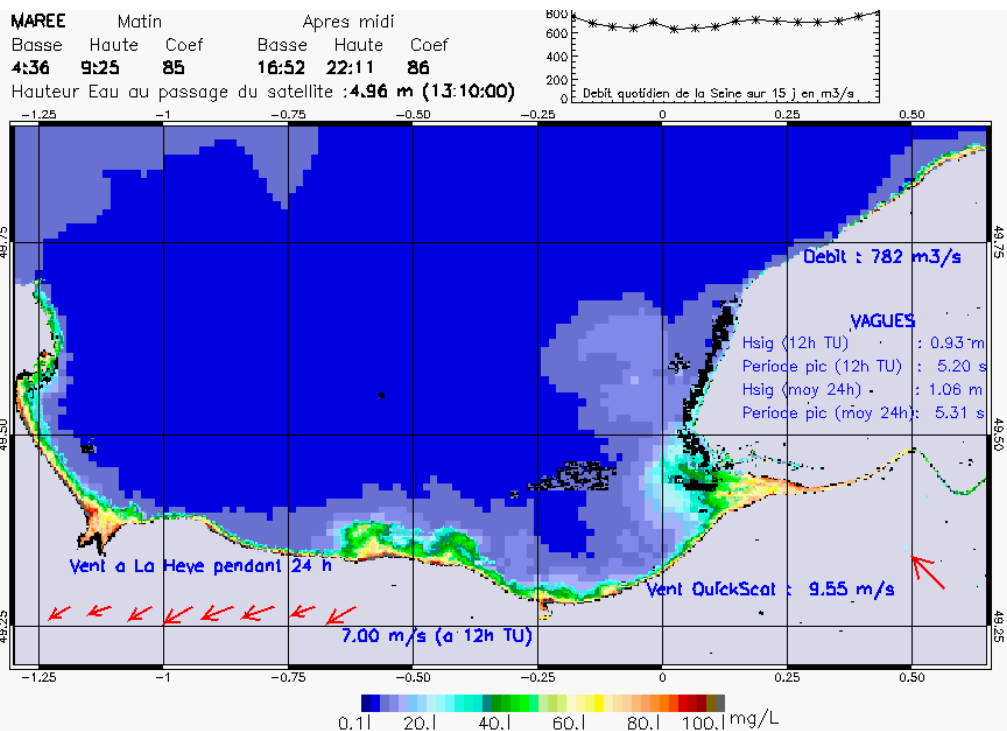 MAREE Matin Apres midi
Basse Haute Coef Basse Haute Coef
4:36 9:25 85 16:52 22:11 86
Hauteur Eau au passage du satellite :4.96 m (13:10:00)
800
600
400
200
0
Debit quotidien de la Seine sur 15 j en m3/s
-1.25 -1 -0.75 -0.50 -0.25 0 0.25 0.50
49.75 49.75
Debit : 782 m3/s
VAGUES
Hsig (12h TU) : 0.93 m
Periode pic (12h TU) : 5.20 s
Hsig (moy 24h) : 1.06 m
Periode pic (moy 24h): 5.31 s
49.50 49.50
Vent a La Heve pendant 24 h
Vent QuickScat : 9.55 m/s
49.25 49.25
7.00 m/s (a 12h TU)
-1.25 -1 -0.75 -0.50 -0.25 0 0.25 0.50
0.1 20.1 40.1 60.1 80.1 100.1 mg/L